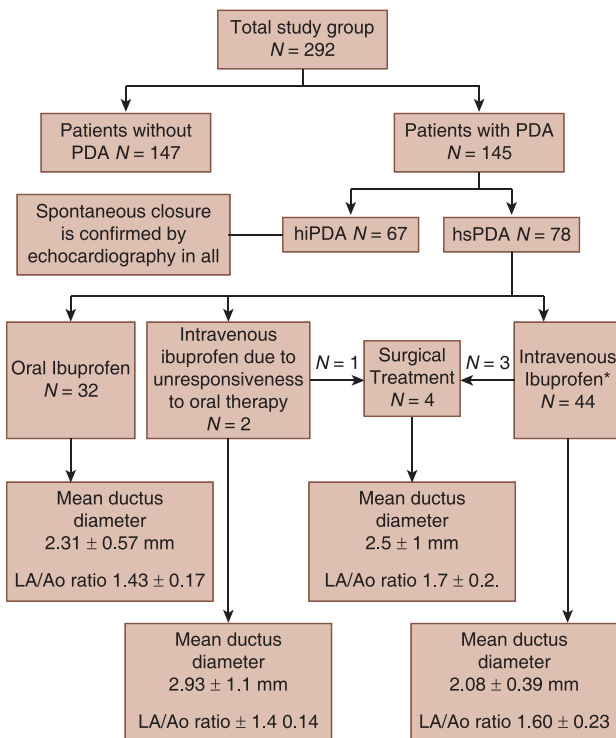 Total study group
N = 292
Patients without
PDA N = 147
Patients with PDA
N = 145
Spontaneous closure
is confirmed by
echocardiography in all
hiPDA N = 67
hsPDA N = 78
Oral Ibuprofen
N = 32
Intravenous
ibuprofen due to
unresponsiveness
to oral therapy
N = 2
N = 1
Surgical
Treatment
N = 4
N = 3
Intravenous
Ibuprofen*
N = 44
Mean ductus
diameter
2.31 ± 0.57 mm
LA/Ao ratio 1.43 ± 0.17
Mean ductus
diameter
2.5 ± 1 mm
LA/Ao ratio 1.7 ± 0.2.
Mean ductus
diameter
2.93 ± 1.1 mm
LA/Ao ratio ± 1.4 0.14
Mean ductus
diameter
2.08 ± 0.39 mm
LA/Ao ratio 1.60 ± 0.23